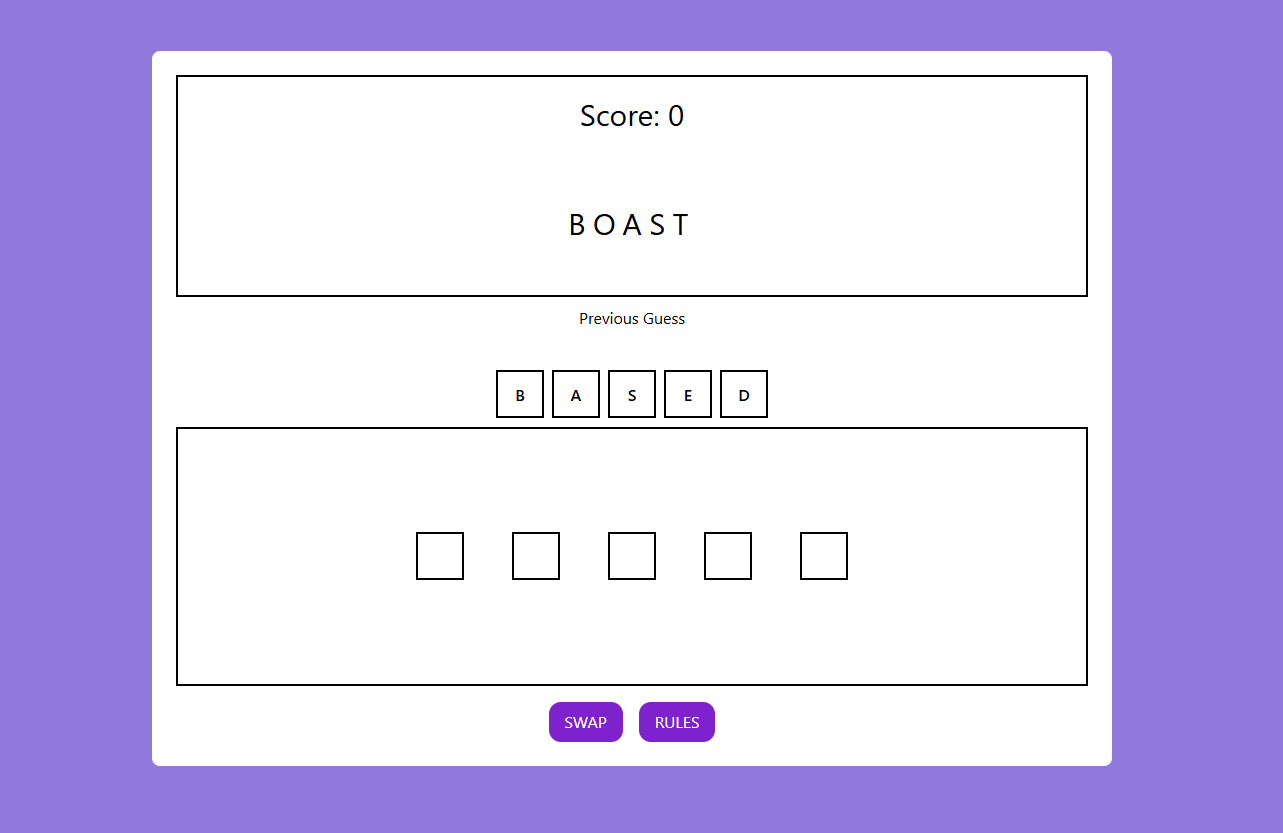 Score: 0
B O A S T
Previous Guess
B A S E D
SWAP RULES